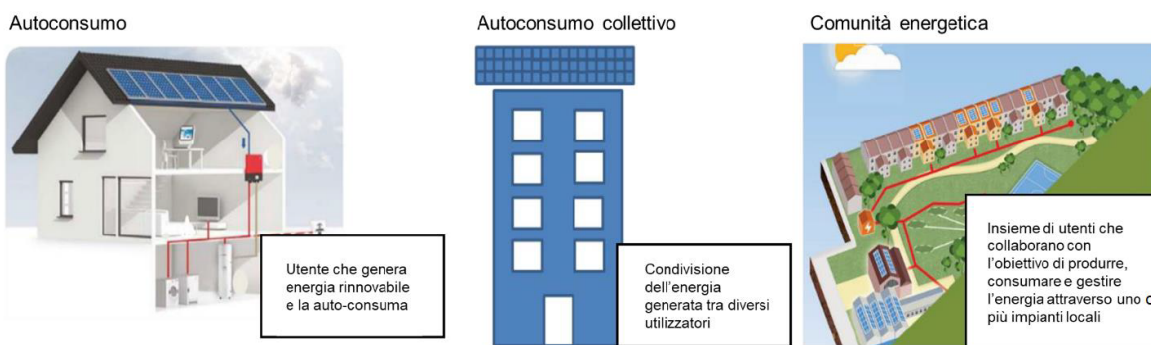 Autoconsumo
Utente che genera
energia rinnovabile
e la auto-consuma
Autoconsumo collettivo
Condivisione
dell'energia
generata tra diversi
utilizzatori
Comunità energetica
Insieme di utenti che
collaborano con
l'obiettivo di produrre,
consumare e gestire
l'energia attraverso uno o
più impianti locali